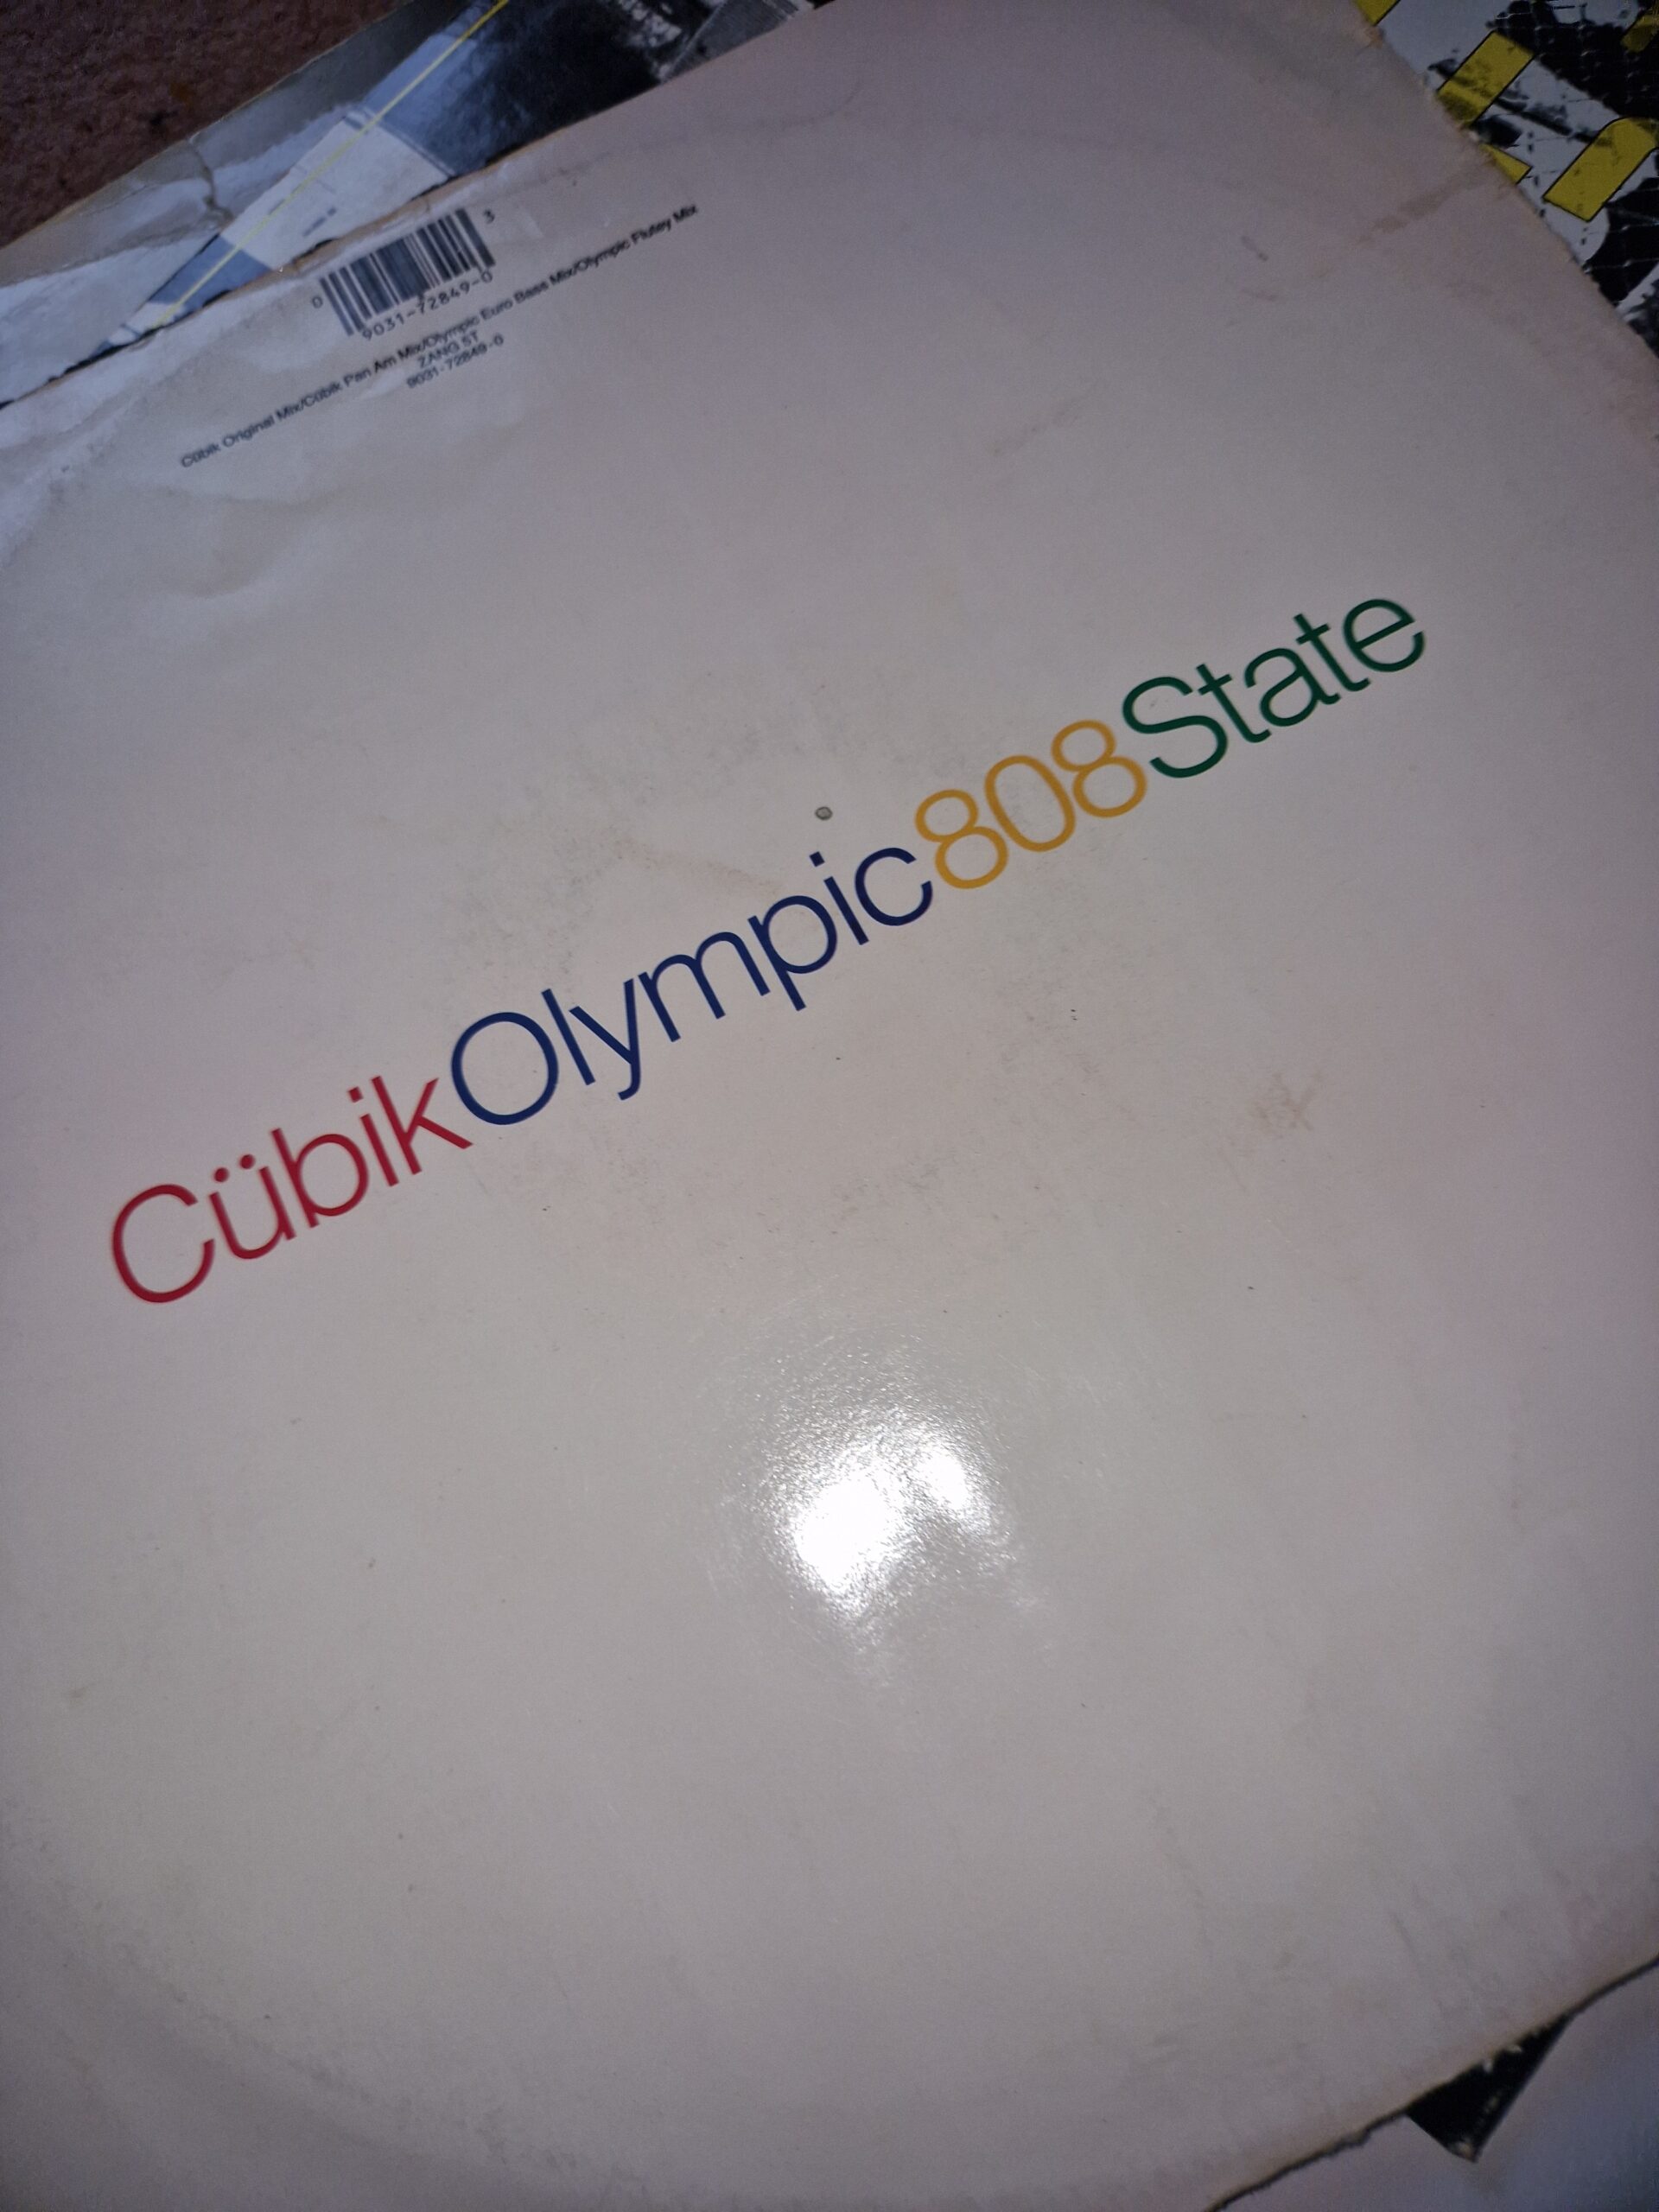 0 3
9031-72849-0
Cübik Original Mix/Cübik Pan Am Mix/Olympic Euro Bass Mix/Olympic Flutey Mix
ZANG 5T
9031-72849-0
CübikOlympic808State